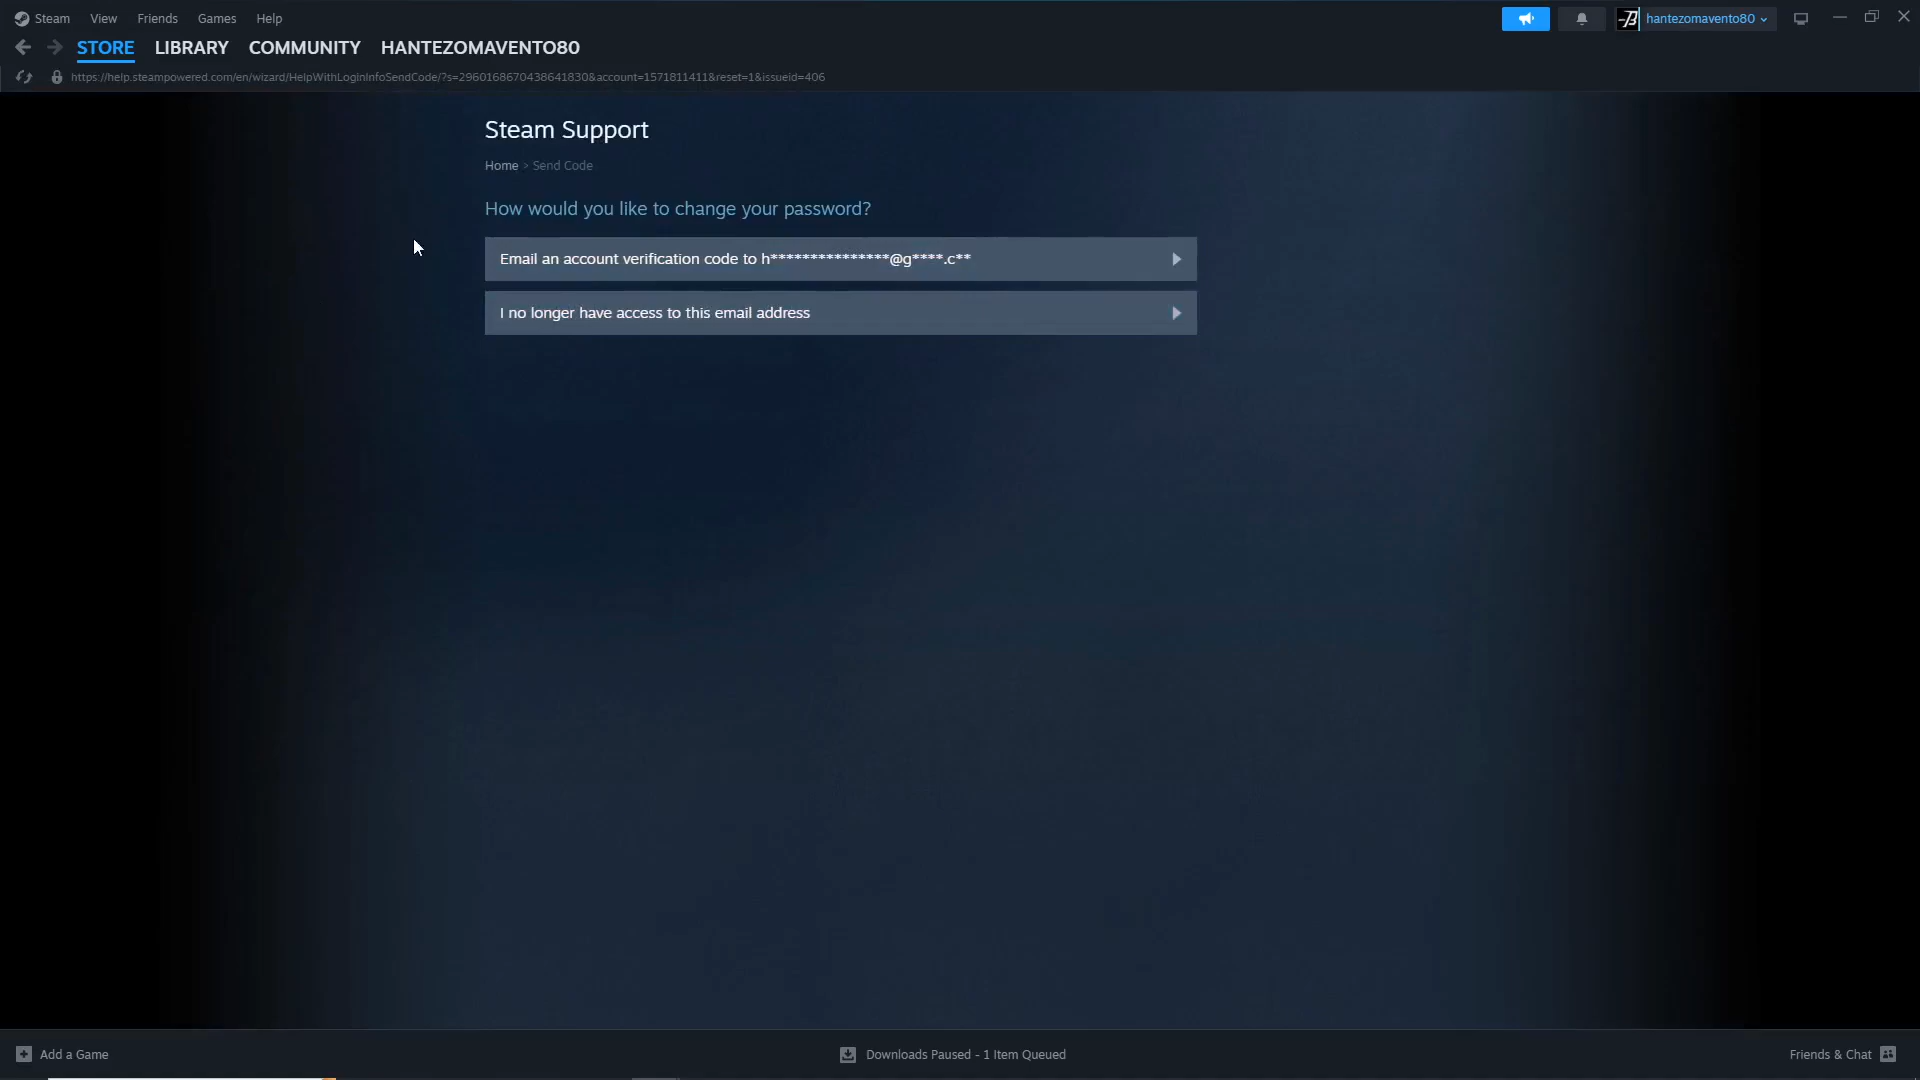 Steam View Friends Games Help hantezomavento80
STORE LIBRARY COMMUNITY HANTEZOMAVENTO80
https://help.steampowered.com/en/wizard/HelpWithLoginInfoSendCode/?s=2960168670438641830&account=1571811411&reset=1&issueid=406
Steam Support
Home > Send Code
How would you like to change your password?
Email an account verification code to h***************@g****.c**
I no longer have access to this email address
Add a Game Downloads Paused - 1 Item Queued Friends & Chat